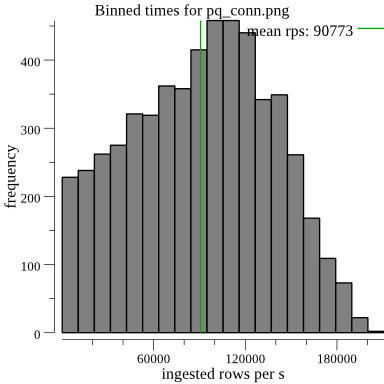 Binned times for pq_conn.png
mean rps: 90773
400
300
200
100
0
frequency
60000 120000 180000
ingested rows per s